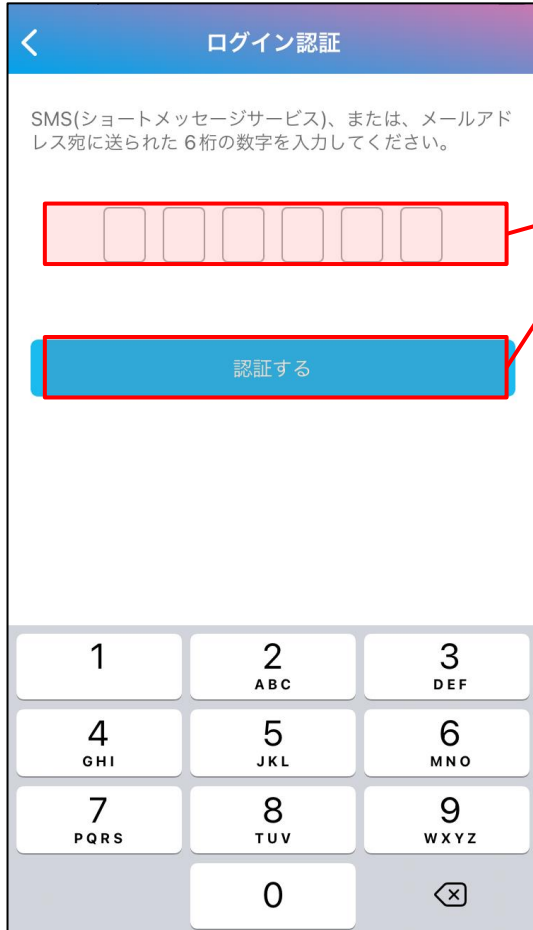 ログイン認証
SMS(ショートメッセージサービス)、または、メールアド
レス宛に送られた 6桁の数字を入力してください。
認証する
1 2 3
ABC DEF
4 5 6
GHI JKL MNO
7 8 9
PQRS TUV WXYZ
0